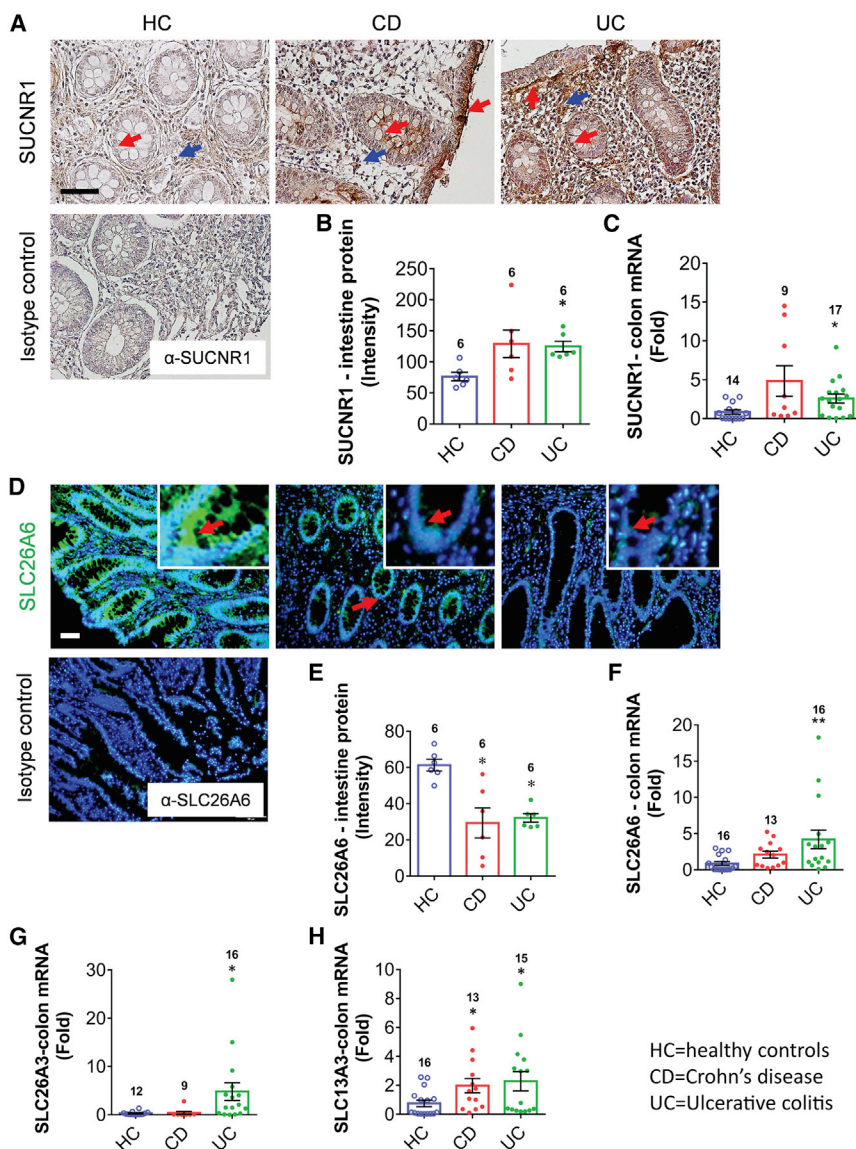 A
HC
CD
UC
SUCNR1
Isotype control
α-SUCNR1
B
SUCNR1 - intestine protein
(Intensity)
250
200
150
100
50
0
6
6
6
*
HC
CD
UC
C
SUCNR1- colon mRNA
(Fold)
20
15
10
5
0
14
9
17
*
HC
CD
UC
D
SLC26A6
Isotype control
α-SLC26A6
E
SLC26A6 - intestine protein
(Intensity)
80
60
40
20
0
6
6
*
6
*
HC
CD
UC
F
SLC26A6 - colon mRNA
(Fold)
20
15
10
5
0
16
13
16
**
HC
CD
UC
G
SLC26A3-colon mRNA
(Fold)
30
20
10
0
12
9
16
*
HC
CD
UC
H
SLC13A3-colon mRNA
(Fold)
10
8
6
4
2
0
16
13
*
15
*
HC
CD
UC
HC=healthy controls
CD=Crohn's disease
UC=Ulcerative colitis